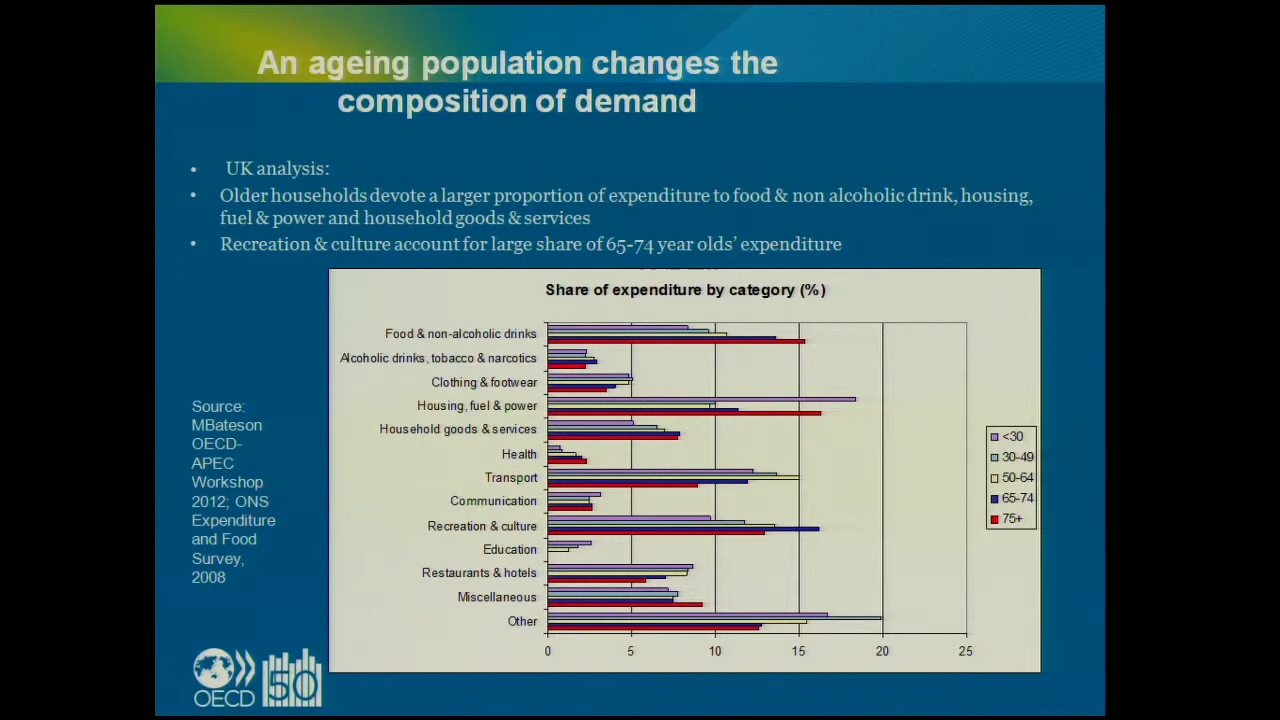 An ageing population changes the
composition of demand
• UK analysis:
• Older households devote a larger proportion of expenditure to food & non alcoholic drink, housing,
fuel & power and household goods & services
• Recreation & culture account for large share of 65-74 year olds’ expenditure
Share of expenditure by category (%)
Food & non-alcoholic drinks
Alcoholic drinks, tobacco & narcotics
Clothing & footwear
Housing, fuel & power
Household goods & services
Health
Transport
Communication
Recreation & culture
Education
Restaurants & hotels
Miscellaneous
Other
0 5 10 15 20 25
<30
30-49
50-64
65-74
75+
Source:
MBateson
OECD-
APEC
Workshop
2012; ONS
Expenditure
and Food
Survey,
2008
OECD 50